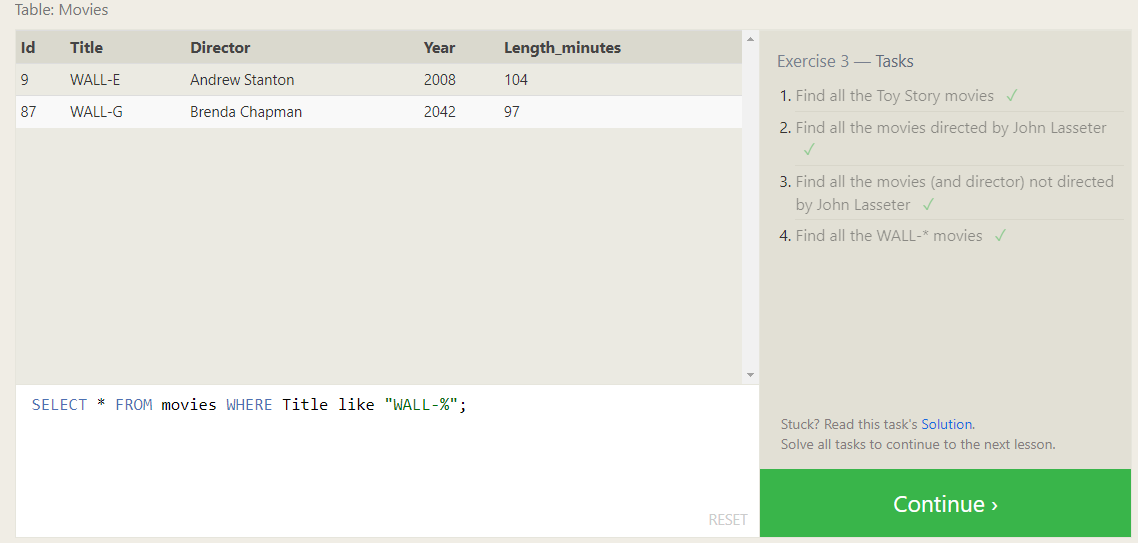 Table: Movies
Id Title Director Year Length_minutes
9 WALL-E Andrew Stanton 2008 104
87 WALL-G Brenda Chapman 2042 97
SELECT * FROM movies WHERE Title like "WALL-%";
RESET
Exercise 3 — Tasks
1. Find all the Toy Story movies ✓
2. Find all the movies directed by John Lasseter
✓
3. Find all the movies (and director) not directed
by John Lasseter ✓
4. Find all the WALL-* movies ✓
Stuck? Read this task's Solution.
Solve all tasks to continue to the next lesson.
Continue ›